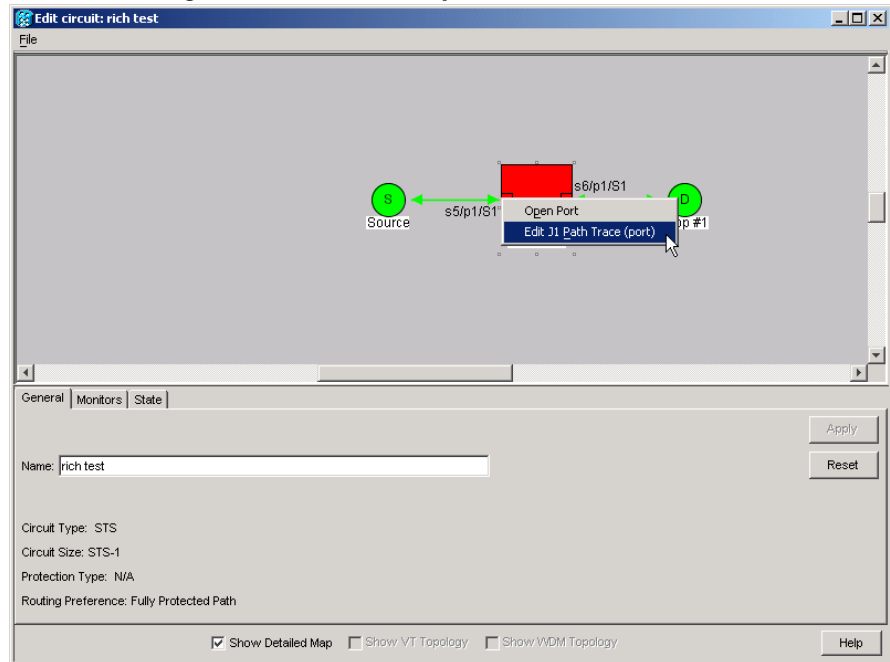 Edit circuit: rich test
File
s6/p1/S1
S
D
s5/p1/S1
Source
Open Port
op #1
Edit J1 Path Trace (port)
General Monitors State
Apply
Name: rich test
Reset
Circuit Type: STS
Circuit Size: STS-1
Protection Type: N/A
Routing Preference: Fully Protected Path
Show Detailed Map Show VT Topology Show WDM Topology
Help